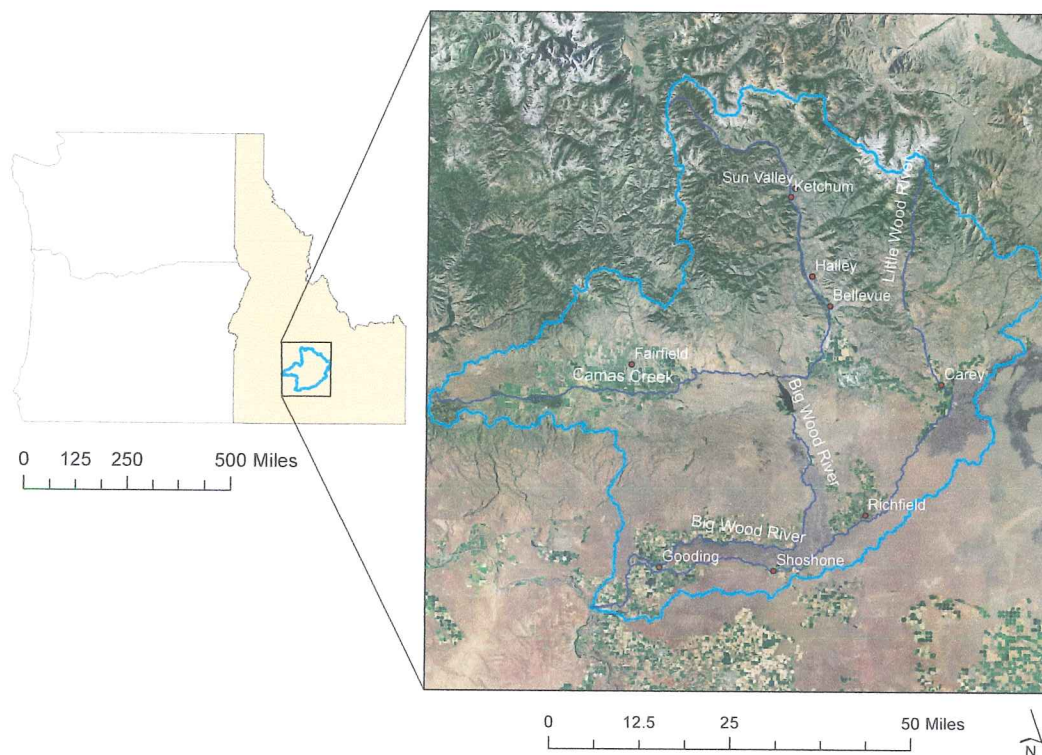 Sun Valley
Ketchum
Little Wood River
Hailey
Bellevue
Fairfield
Camas Creek
Carey
Big Wood River
Richfield
Big Wood River
Gooding
Shoshone
0 125 250 500 Miles
0 12.5 25 50 Miles
N